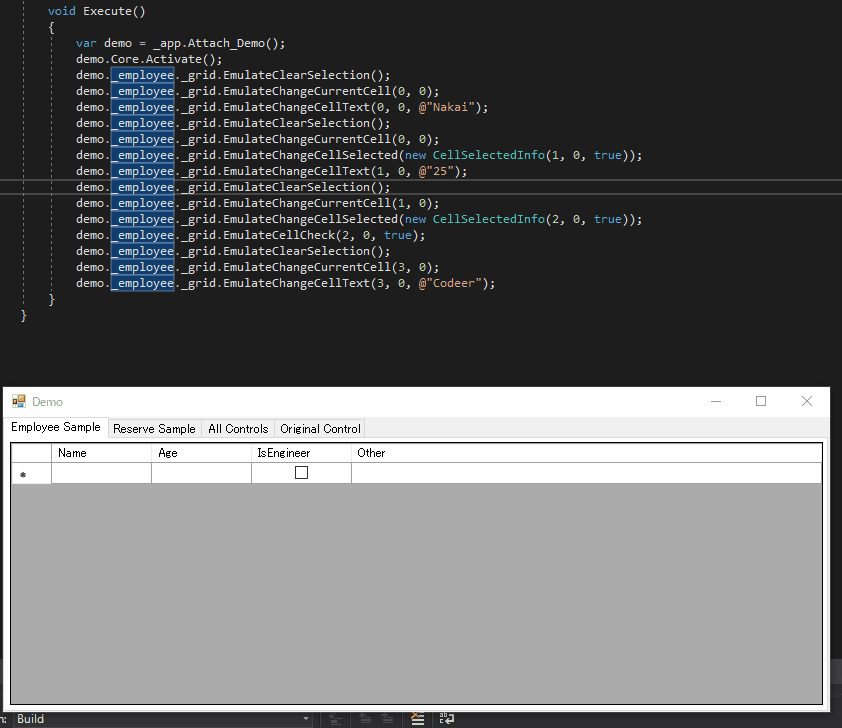 void Execute()
{
var demo = _app.Attach_Demo();
demo.Core.Activate();
demo._employee._grid.EmulateClearSelection();
demo._employee._grid.EmulateChangeCurrentCell(0, 0);
demo._employee._grid.EmulateChangeCellText(0, 0, @"Nakai");
demo._employee._grid.EmulateClearSelection();
demo._employee._grid.EmulateChangeCurrentCell(0, 0);
demo._employee._grid.EmulateChangeCellSelected(new CellSelectedInfo(1, 0, true));
demo._employee._grid.EmulateChangeCellText(1, 0, @"25");
demo._employee._grid.EmulateClearSelection();
demo._employee._grid.EmulateChangeCurrentCell(1, 0);
demo._employee._grid.EmulateChangeCellSelected(new CellSelectedInfo(2, 0, true));
demo._employee._grid.EmulateCellCheck(2, 0, true);
demo._employee._grid.EmulateClearSelection();
demo._employee._grid.EmulateChangeCurrentCell(3, 0);
demo._employee._grid.EmulateChangeCellText(3, 0, @"Codeer");
}
}
Demo
Employee Sample Reserve Sample All Controls Original Control
Name Age IsEngineer Other
Build